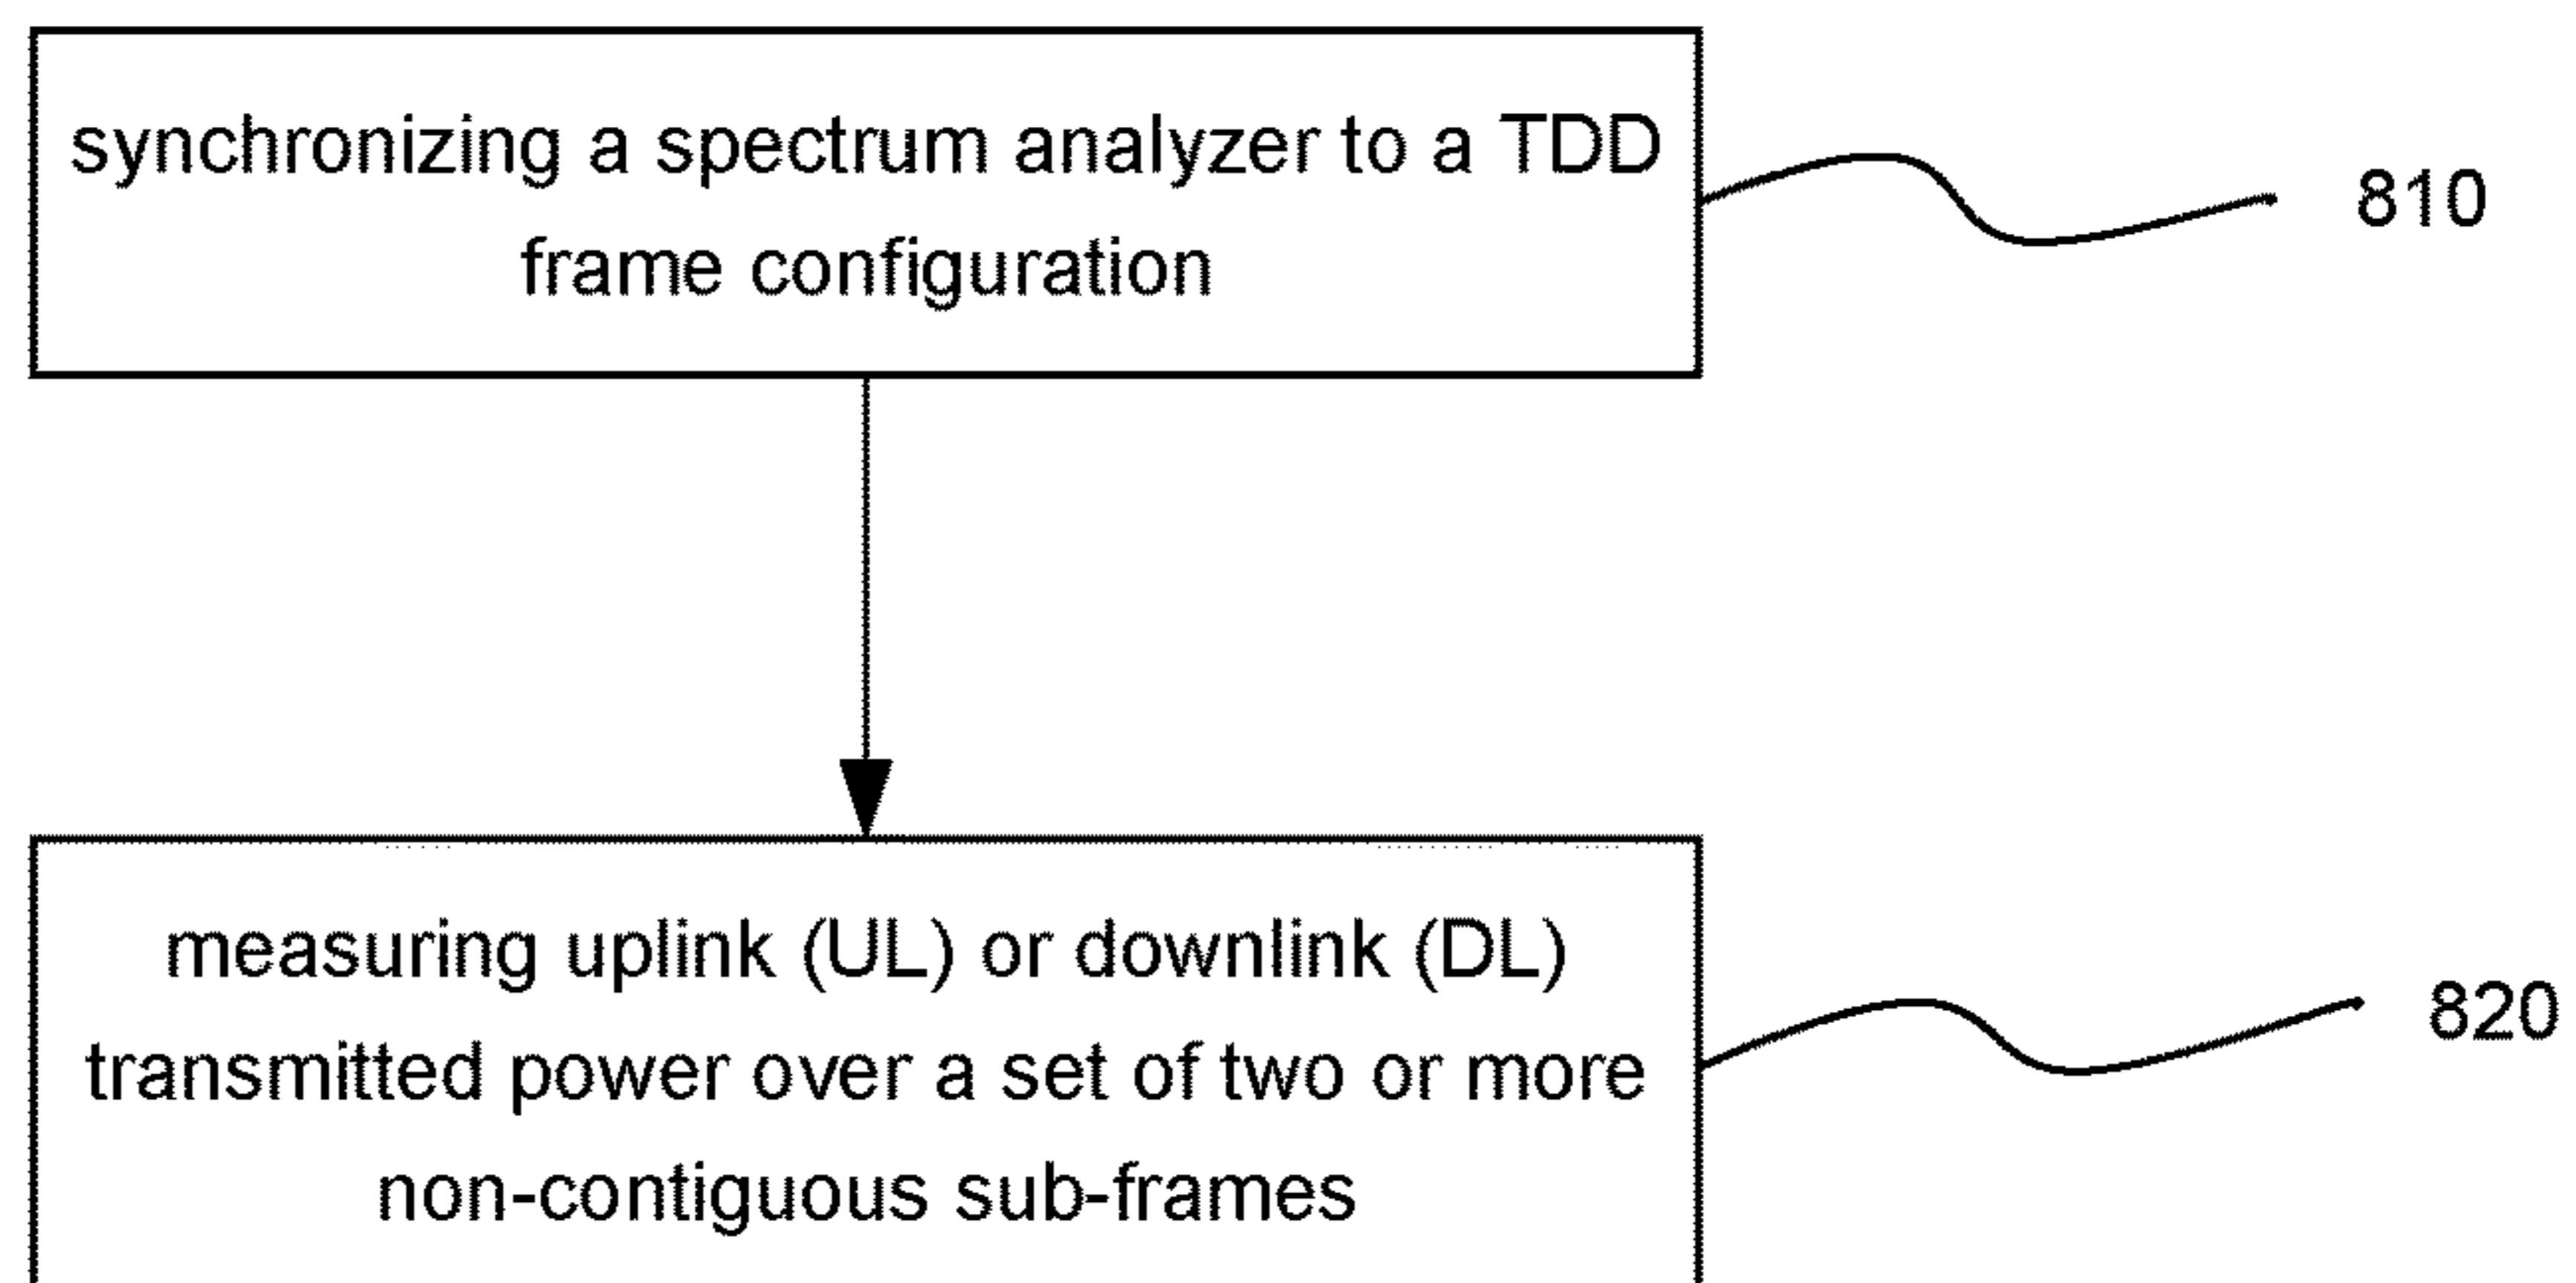 synchronizing a spectrum analyzer to a TDD
frame configuration
810
measuring uplink (UL) or downlink (DL)
transmitted power over a set of two or more
non-contiguous sub-frames
820